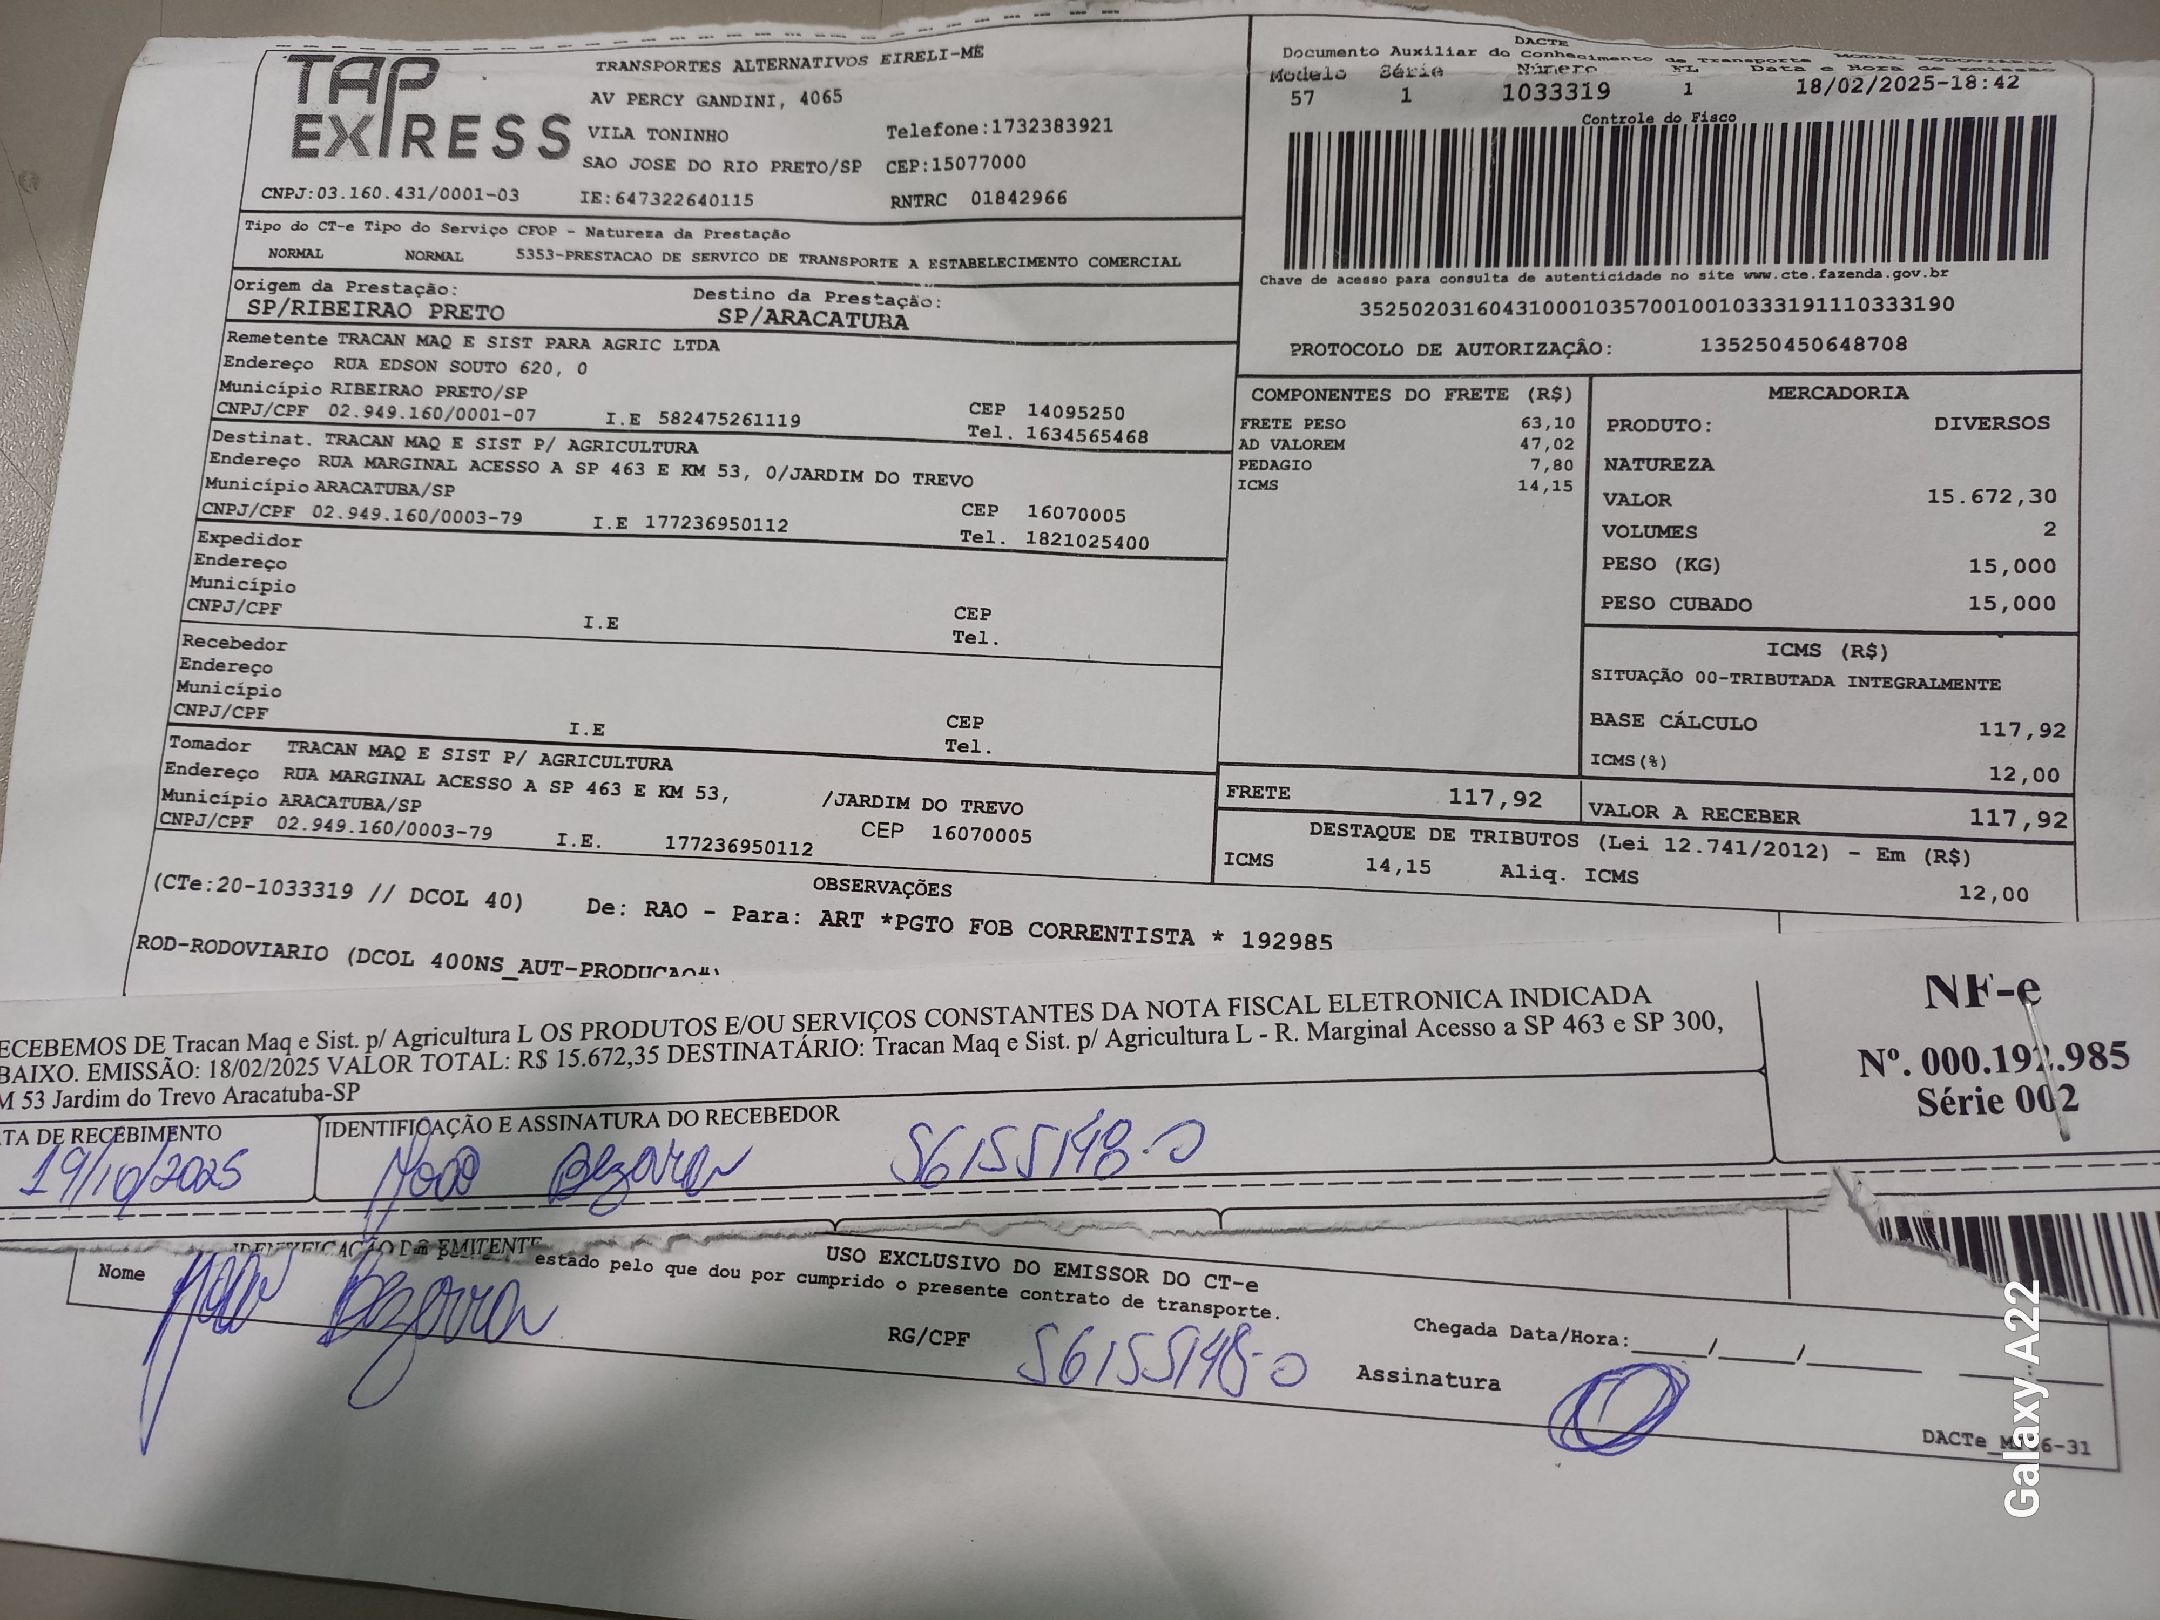 TAP EXPRESS
TRANSPORTES ALTERNATIVOS EIRELI-ME
AV PERCY GANDINI, 4065
VILA TONINHO Telefone:1732383921
SAO JOSE DO RIO PRETO/SP CEP:15077000
CNPJ:03.160.431/0001-03 IE:647322640115 RNTRC 01842966
DACTE
Documento Auxiliar do Conhecimento de Transporte
Modelo Série Número FL Data e Hora de Emissão
57 1 1033319 1 18/02/2025-18:42
Controle do Fisco
Chave de acesso para consulta de autenticidade no site www.cte.fazenda.gov.br
35250203160431000103570010010333191110333190
PROTOCOLO DE AUTORIZAÇÃO: 135250450648708
Tipo do CT-e Tipo do Serviço CFOP - Natureza da Prestação
NORMAL NORMAL 5353-PRESTACAO DE SERVICO DE TRANSPORTE A ESTABELECIMENTO COMERCIAL
Origem da Prestação: Destino da Prestação:
SP/RIBEIRAO PRETO SP/ARACATUBA
Remetente TRACAN MAQ E SIST PARA AGRIC LTDA
Endereço RUA EDSON SOUTO 620, 0
Município RIBEIRAO PRETO/SP CEP 14095250
CNPJ/CPF 02.949.160/0001-07 I.E 582475261119 Tel. 1634565468
Destinat. TRACAN MAQ E SIST P/ AGRICULTURA
Endereço RUA MARGINAL ACESSO A SP 463 E KM 53, 0/JARDIM DO TREVO
Município ARACATUBA/SP CEP 16070005
CNPJ/CPF 02.949.160/0003-79 I.E 177236950112 Tel. 1821025400
Expedidor
Endereço
Município CEP
CNPJ/CPF I.E Tel.
Recebedor
Endereço
Município CEP
CNPJ/CPF I.E Tel.
Tomador TRACAN MAQ E SIST P/ AGRICULTURA
Endereço RUA MARGINAL ACESSO A SP 463 E KM 53, /JARDIM DO TREVO
Município ARACATUBA/SP CEP 16070005
CNPJ/CPF 02.949.160/0003-79 I.E. 177236950112
COMPONENTES DO FRETE (R$)
FRETE PESO 63,10
AD VALOREM 47,02
PEDAGIO 7,80
ICMS 14,15
MERCADORIA
PRODUTO: DIVERSOS
NATUREZA
VALOR 15.672,30
VOLUMES 2
PESO (KG) 15,000
PESO CUBADO 15,000
ICMS (R$)
SITUAÇÃO 00-TRIBUTADA INTEGRALMENTE
BASE CÁLCULO 117,92
ICMS(%) 12,00
FRETE 117,92 VALOR A RECEBER 117,92
DESTAQUE DE TRIBUTOS (Lei 12.741/2012) - Em (R$)
ICMS 14,15 Aliq. ICMS 12,00
OBSERVAÇÕES
(CTe:20-1033319 // DCOL 40) De: RAO - Para: ART *PGTO FOB CORRENTISTA * 192985
ROD-RODOVIARIO (DCOL 400NS_AUT-PRODUCAO#)
ECEBEMOS DE Tracan Maq e Sist. p/ Agricultura L OS PRODUTOS E/OU SERVIÇOS CONSTANTES DA NOTA FISCAL ELETRONICA INDICADA
BAIXO. EMISSÃO: 18/02/2025 VALOR TOTAL: R$ 15.672,35 DESTINATÁRIO: Tracan Maq e Sist. p/ Agricultura L - R. Marginal Acesso a SP 463 e SP 300,
M 53 Jardim do Trevo Aracatuba-SP
NF-e
Nº. 000.192.985
Série 002
TA DE RECEBIMENTO IDENTIFICAÇÃO E ASSINATURA DO RECEBEDOR
19/10/2025 Bezerra 56155148-0
IDENTIFICAÇÃO DO EMITENTE
USO EXCLUSIVO DO EMISSOR DO CT-e
estado pelo que dou por cumprido o presente contrato de transporte.
Nome Bezerra RG/CPF 56155148-0 Chegada Data/Hora:____/____/____
Assinatura
Galaxy A22